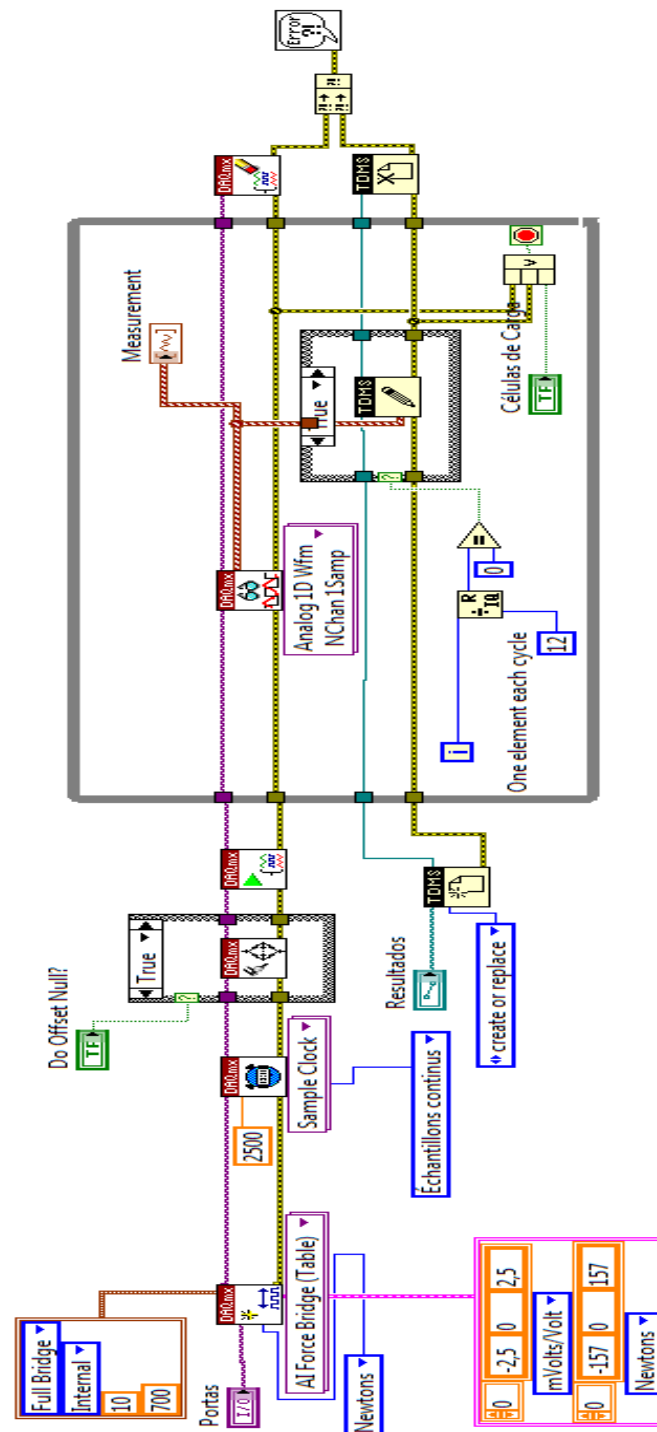 Full Bridge
Internal
10
700
Portas
I/O
DAQmx
AI Force Bridge (Table)
Newtons
0 -2,5 0 2,5
mVolts/Volt
0 -157 0 157
Newtons
DAQmx
2500
Sample Clock
Échantillons continus
Do Offset Null?
TF
True
?
DAQmx
DAQmx
Resultados
TDMS
create or replace
DAQmx
Analog 1D Wfm
NChan 1Samp
Measurement
True
TDMS
?
i
R
IQ
12
0
=
One element each cycle
Células de Carga
TF
V
DAQmx
TDMS
?!
?!
?!
Error
?!